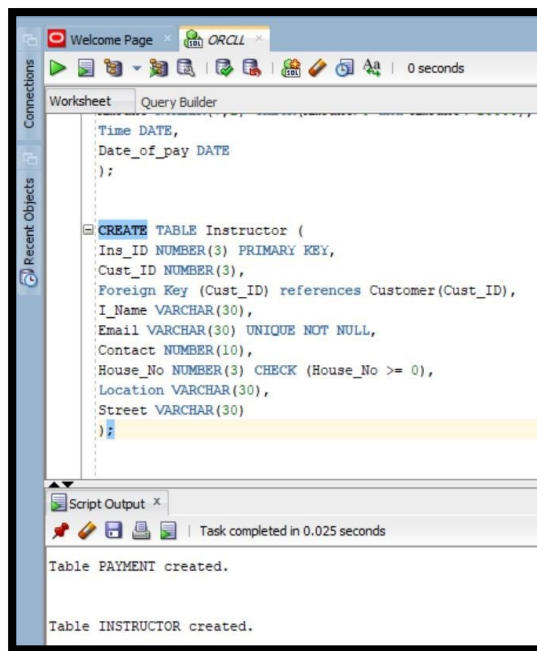 Welcome Page
ORCLL
0 seconds
Connections
Recent Objects
Worksheet Query Builder
Time DATE,
Date_of_pay DATE
);
CREATE TABLE Instructor (
Ins_ID NUMBER(3) PRIMARY KEY,
Cust_ID NUMBER(3),
Foreign Key (Cust_ID) references Customer(Cust_ID),
I_Name VARCHAR(30),
Email VARCHAR(30) UNIQUE NOT NULL,
Contact NUMBER(10),
House_No NUMBER(3) CHECK (House_No >= 0),
Location VARCHAR(30),
Street VARCHAR(30)
);
Script Output
Task completed in 0.025 seconds
Table PAYMENT created.
Table INSTRUCTOR created.